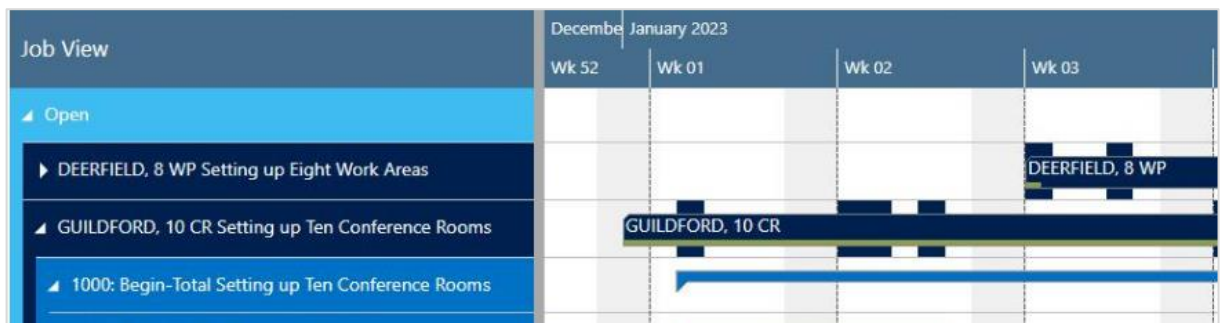 Job View
Decembe January 2023
Wk 52 Wk 01 Wk 02 Wk 03
Open
DEERFIELD, 8 WP Setting up Eight Work Areas
DEERFIELD, 8 WP
GUILDFORD, 10 CR Setting up Ten Conference Rooms
GUILDFORD, 10 CR
1000: Begin-Total Setting up Ten Conference Rooms